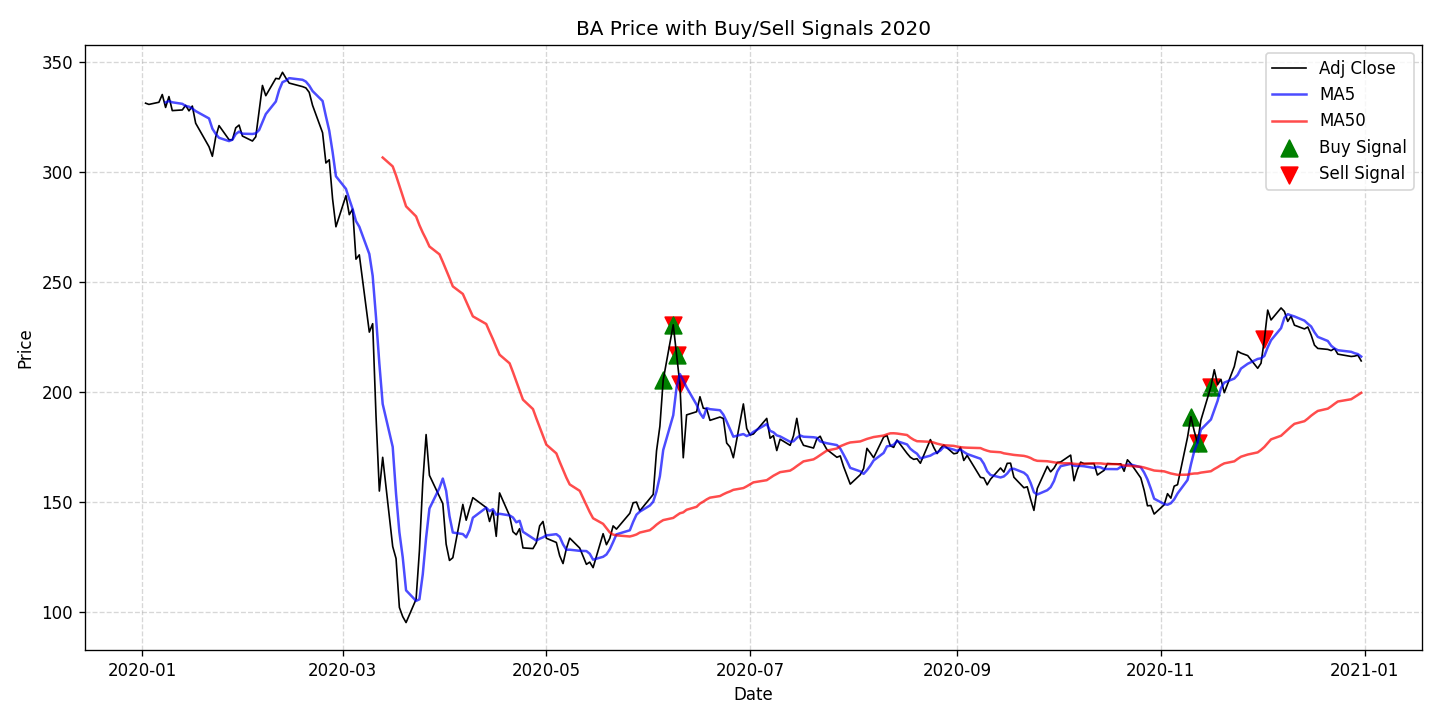 BA Price with Buy/Sell Signals 2020
Adj Close
MA5
MA50
Buy Signal
Sell Signal
Price
350
300
250
200
150
100
2020-01
2020-03
2020-05
2020-07
2020-09
2020-11
2021-01
Date